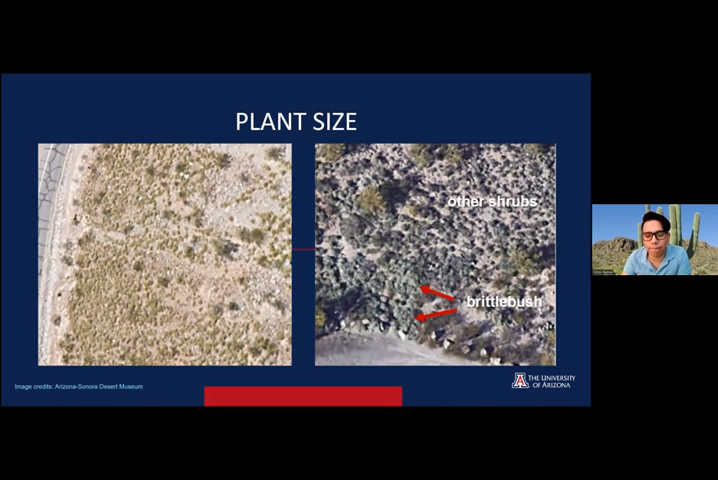 PLANT SIZE
other shrubs
brittlebush
Image credits: Arizona-Sonora Desert Museum
THE UNIVERSITY
OF ARIZONA